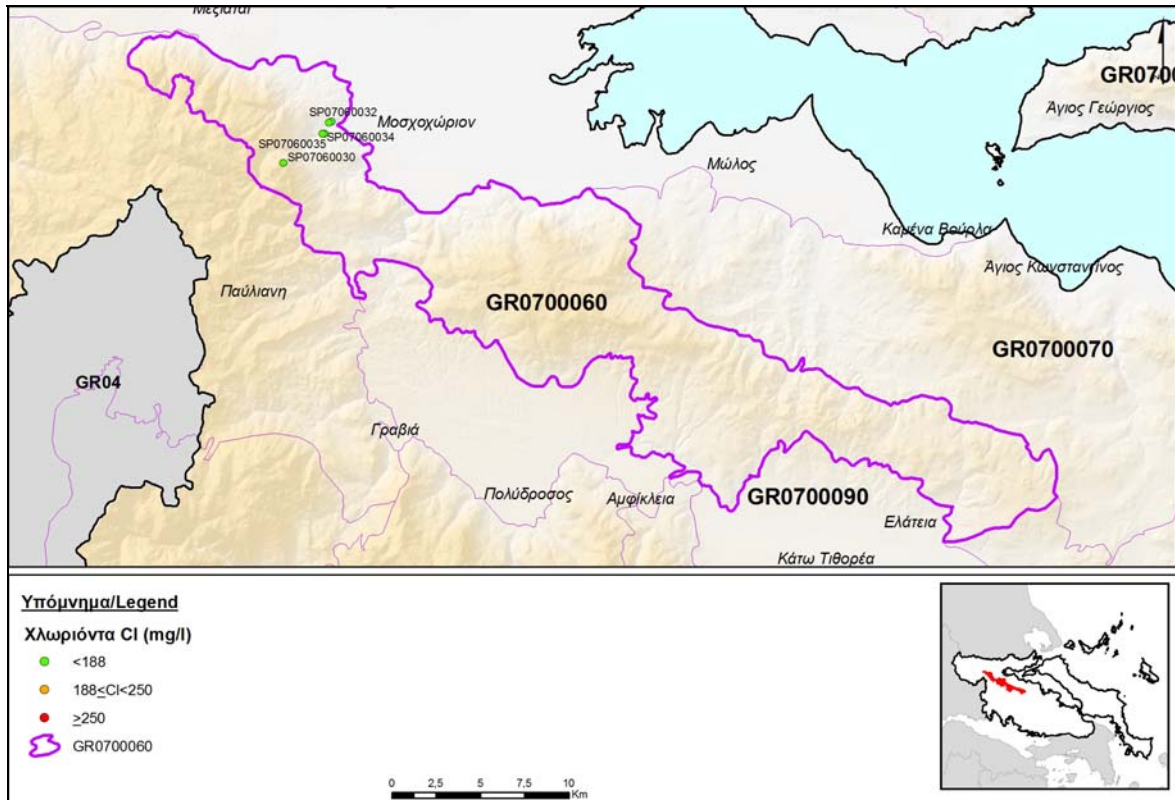 Μεξιάται
GR0700
Άγιος Γεώργιος
SP07060032
Μοσχοχώριον
SP07060034
SP07060035
SP07060030
Μώλος
Καμένα Βούρλα
Άγιος Κωνσταντίνος
Παύλιανη
GR0700060
GR0700070
GR04
Γραβιά
Πολύδροσος
Αμφίκλεια
GR0700090
Ελάτεια
Κάτω Τιθορέα
Υπόμνημα/Legend
Χλωριόντα Cl (mg/l)
<188
188≤Cl<250
≥250
GR0700060
0 2,5 5 7,5 10
Km